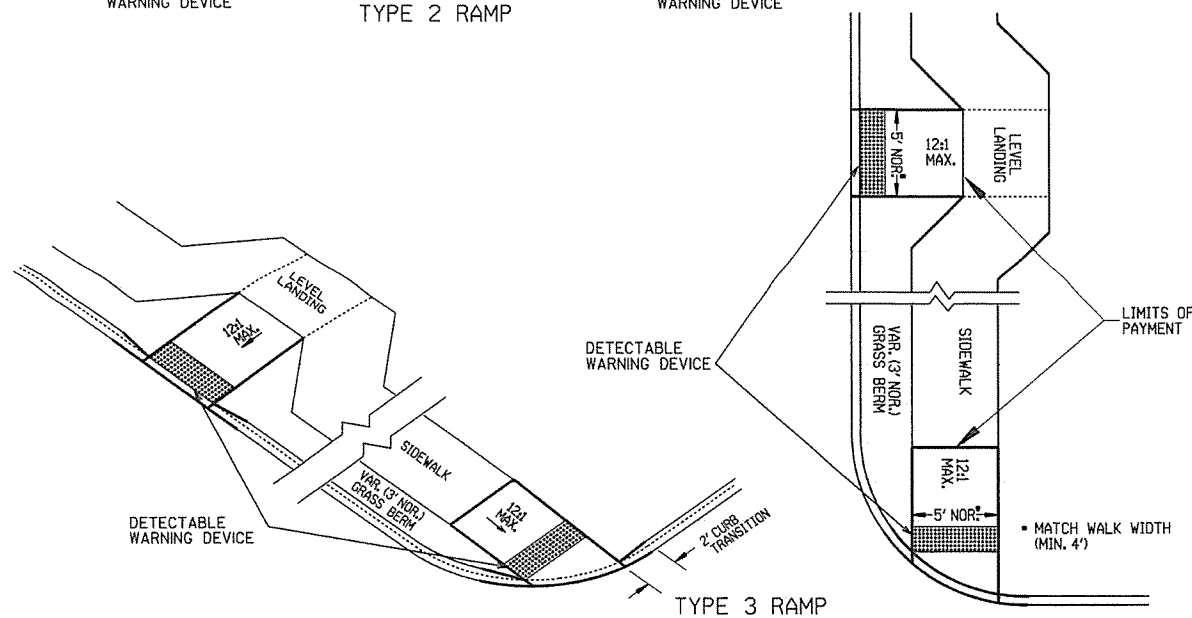 WARNING DEVICE
TYPE 2 RAMP
WARNING DEVICE
5' NOR.
12:1
MAX.
LEVEL
LANDING
LEVEL
LANDING
12:1
MAX.
LIMITS OF
PAYMENT
DETECTABLE
WARNING DEVICE
VAR. (3' NOR.)
GRASS BERM
SIDEWALK
SIDEWALK
VAR. (3' NOR.)
GRASS BERM
12:1
MAX.
12:1
MAX.
5' NOR.
DETECTABLE
WARNING DEVICE
2' CURB
TRANSITION
▪ MATCH WALK WIDTH
(MIN. 4')
TYPE 3 RAMP